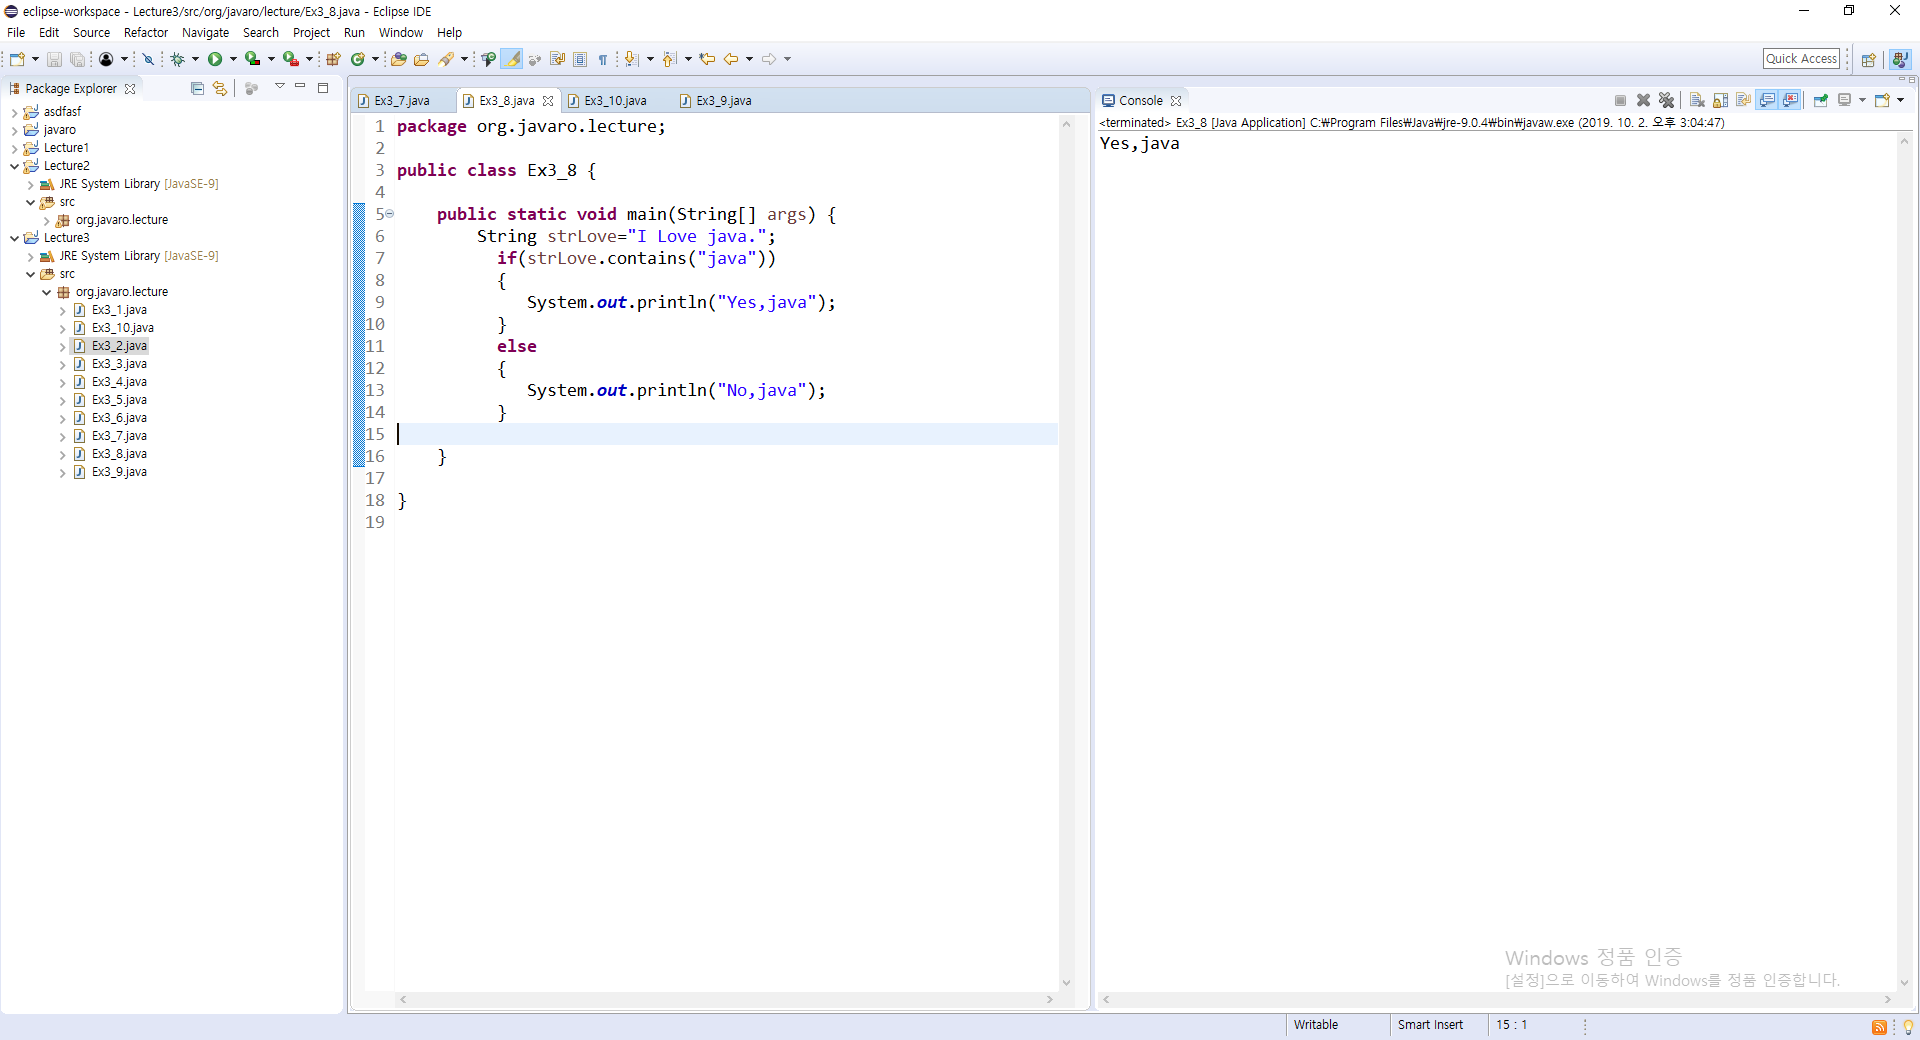 eclipse-workspace - Lecture3/src/org/javaro/lecture/Ex3_8.java - Eclipse IDE
File Edit Source Refactor Navigate Search Project Run Window Help
Quick Access
Package Explorer
asdfasf
javaro
Lecture1
Lecture2
JRE System Library [JavaSE-9]
src
org.javaro.lecture
Lecture3
JRE System Library [JavaSE-9]
src
org.javaro.lecture
Ex3_1.java
Ex3_10.java
Ex3_2.java
Ex3_3.java
Ex3_4.java
Ex3_5.java
Ex3_6.java
Ex3_7.java
Ex3_8.java
Ex3_9.java
Ex3_7.java Ex3_8.java Ex3_10.java Ex3_9.java
1 package org.javaro.lecture;
2
3 public class Ex3_8 {
4
5 public static void main(String[] args) {
6 String strLove="I Love java.";
7 if(strLove.contains("java"))
8 {
9 System.out.println("Yes,java");
10 }
11 else
12 {
13 System.out.println("No,java");
14 }
15
16 }
17
18 }
19
Console
<terminated> Ex3_8 [Java Application] C:₩Program Files₩Java₩jre-9.0.4₩bin₩javaw.exe (2019. 10. 2. 오후 3:04:47)
Yes,java
Windows 정품 인증
[설정]으로 이동하여 Windows를 정품 인증합니다.
Writable Smart Insert 15 : 1